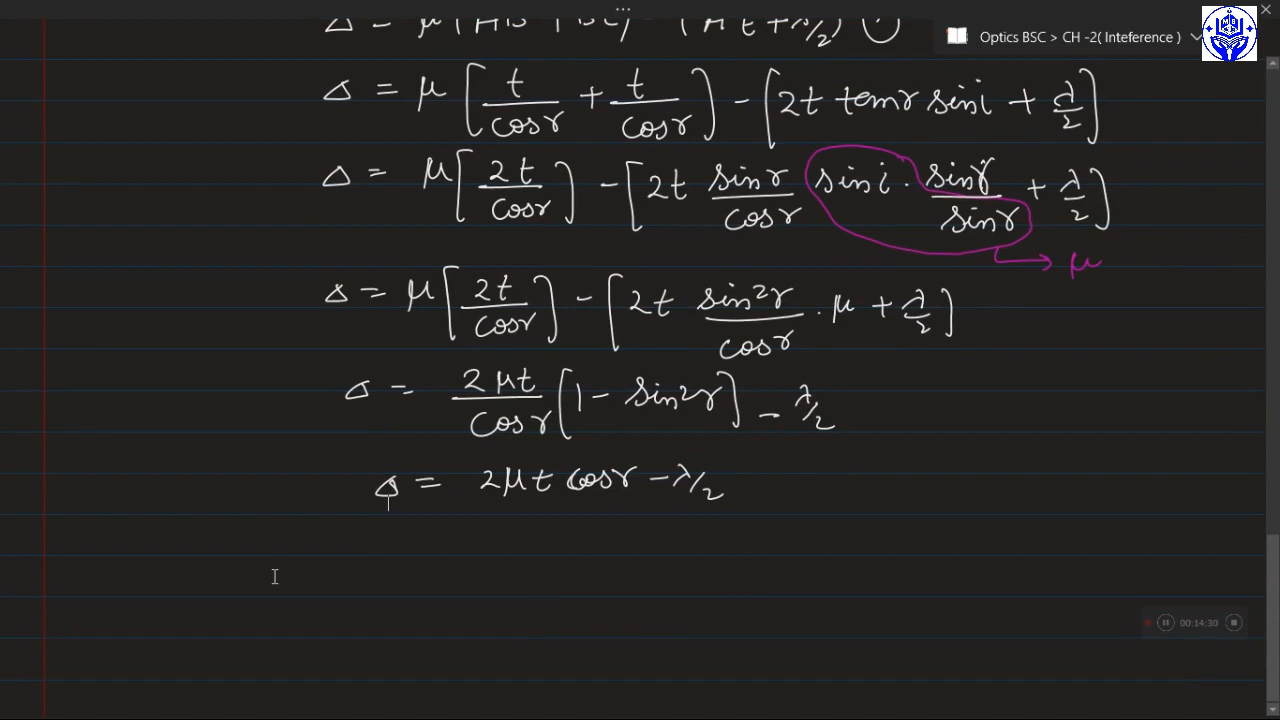 Optics BSC > CH -2( Inteference )
Δ = μ [t/cosr + t/cosr] - [2t tanr sini + λ/2]
Δ = μ[2t/cosr] - [2t sinr/cosr sini · sinr/sinr + λ/2]
→ μ
Δ = μ[2t/cosr] - [2t sin²r/cosr · μ + λ/2]
Δ = 2μt/cosr [1 - sin²r] - λ/2
Δ = 2μt cosr - λ/2
00:14:30